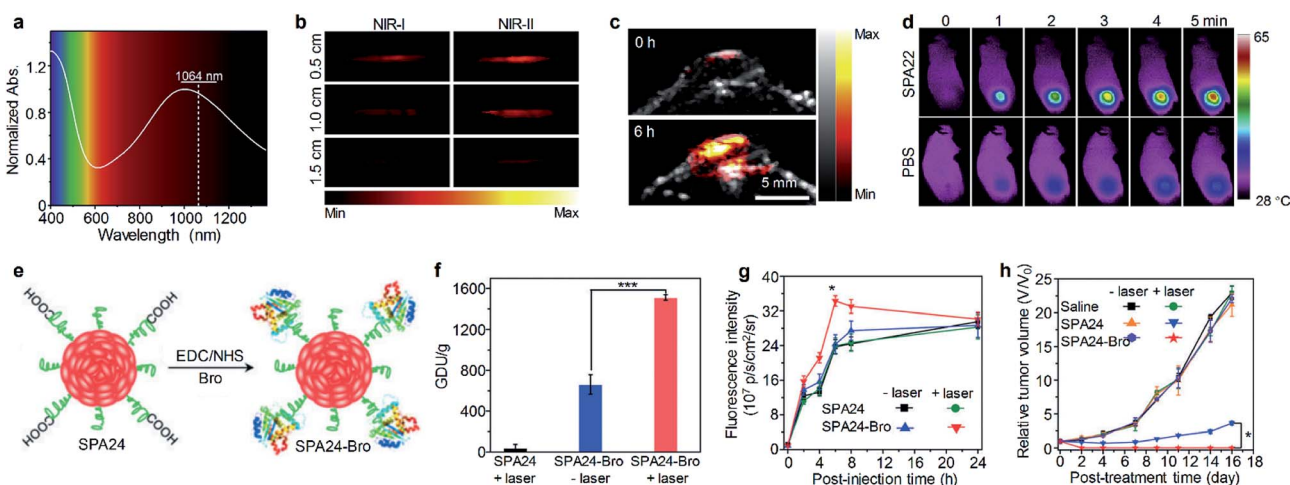 a
Normalized Abs.
1.2
0.8
0.4
0
1064 nm
400 600 800 1000 1200
Wavelength (nm)
b
NIR-I NIR-II
0.5 cm
1.0 cm
1.5 cm
Min Max
c
0 h
6 h
5 mm
Max
Min
d
0 1 2 3 4 5 min
SPA22
PBS
65
28 °C
e
HOOC COOH
HOOC COOH
SPA24
EDC/NHS
Bro
SPA24-Bro
f
GDU/g
1600
1200
800
400
0
***
SPA24 SPA24-Bro SPA24-Bro
+ laser - laser + laser
g
Fluorescence intensity
(10⁷ p/s/cm²/sr)
40
32
24
16
8
0
*
- laser + laser
SPA24
SPA24-Bro
0 4 8 12 16 20 24
Post-injection time (h)
h
Relative tumor volume (V/V₀)
25
20
15
10
5
0
- laser + laser
Saline
SPA24
SPA24-Bro
*
0 2 4 6 8 10 12 14 16 18
Post-treatment time (day)